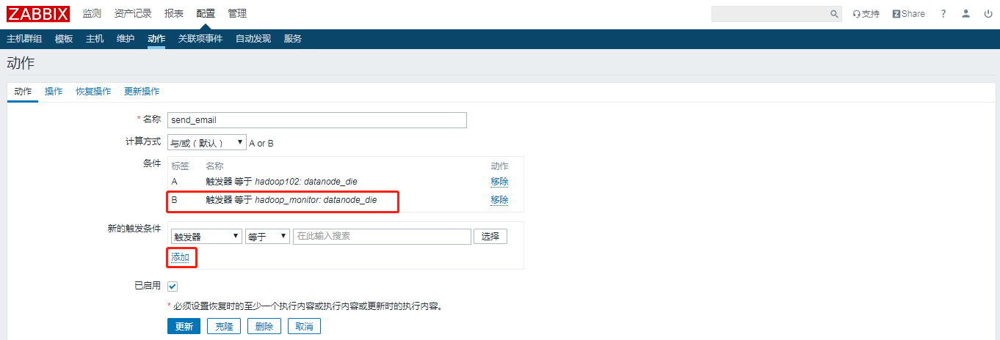 ZABBIX 监测 资产记录 报表 配置 管理 支持 Z Share ?
主机群组 模板 主机 维护 动作 关联项事件 自动发现 服务
动作
动作 操作 恢复操作 更新操作
* 名称 send_email
计算方式 与/或（默认） A or B
条件 标签 名称 动作
A 触发器 等于 hadoop102: datanode_die 移除
B 触发器 等于 hadoop_monitor: datanode_die 移除
新的触发条件 触发器 等于 在此输入搜索 选择
添加
已启用
* 必须设置恢复时的至少一个执行内容或执行内容或更新时的执行内容。
更新 克隆 删除 取消